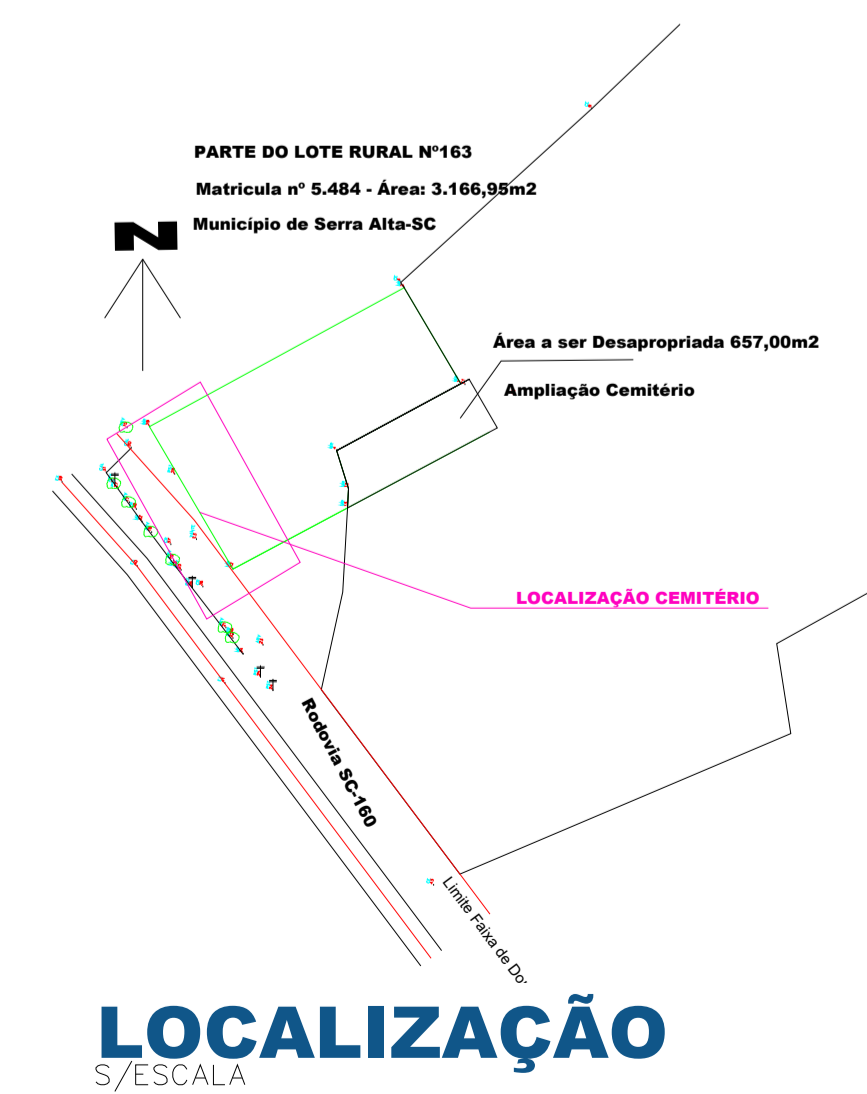 PARTE DO LOTE RURAL Nº163
Matricula nº 5.484 - Área: 3.166,95m2
Município de Serra Alta-SC
N
Área a ser Desapropriada 657,00m2
Ampliação Cemitério
LOCALIZAÇÃO CEMITÉRIO
Rodovia SC-160
Limite Faixa de Do
LOCALIZAÇÃO
S/ESCALA